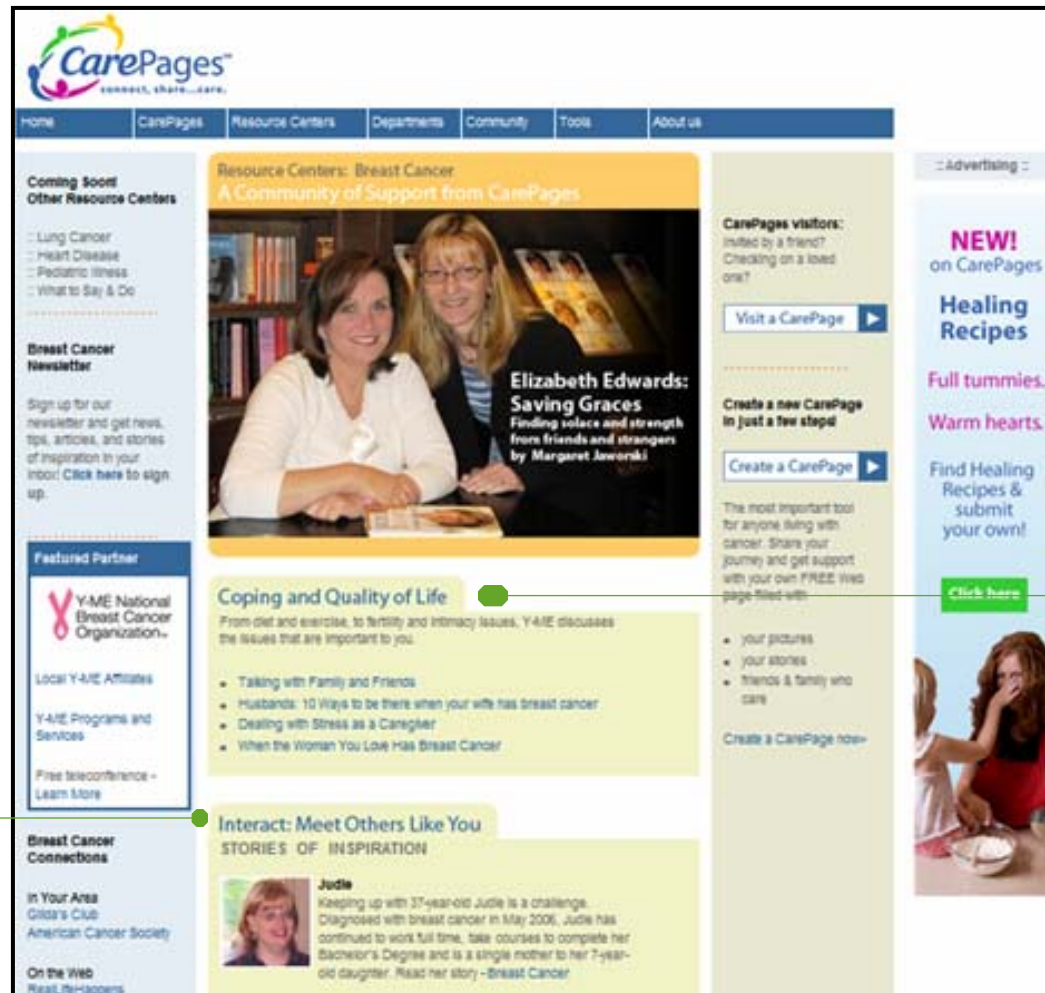 CarePages™
connect, share...care.
Home
CarePages
Resource Centers
Departments
Community
Tools
About us
Coming Soon!
Other Resource Centers
:: Lung Cancer
:: Heart Disease
:: Pediatric Illness
:: What to Say & Do
Breast Cancer
Newsletter
Sign up for our
newsletter and get news,
tips, articles, and stories
of inspiration in your
inbox! Click here to sign
up.
Featured Partner
Y-ME National
Breast Cancer
Organization™
Local Y-ME Affiliates
Y-ME Programs and
Services
Free teleconference -
Learn More
Breast Cancer
Connections
In Your Area
Gilda's Club
American Cancer Society
On the Web
RealLifeHappens
Resource Centers: Breast Cancer
A Community of Support from CarePages
Elizabeth Edwards:
Saving Graces
Finding solace and strength
from friends and strangers
by Margaret Jaworski
Coping and Quality of Life
From diet and exercise, to fertility and intimacy issues, Y-ME discusses
the issues that are important to you.
• Talking with Family and Friends
• Husbands: 10 Ways to be there when your wife has breast cancer
• Dealing with Stress as a Caregiver
• When the Woman You Love Has Breast Cancer
Interact: Meet Others Like You
STORIES OF INSPIRATION
Judie
Keeping up with 37-year-old Judie is a challenge.
Diagnosed with breast cancer in May 2006, Judie has
continued to work full time, take courses to complete her
Bachelor's Degree and is a single mother to her 7-year-
old daughter. Read her story - Breast Cancer
CarePages visitors:
Invited by a friend?
Checking on a loved
one?
Visit a CarePage
Create a new CarePage
in just a few steps!
Create a CarePage
The most important tool
for anyone living with
cancer. Share your
journey and get support
with your own FREE Web
page filled with
• your pictures
• your stories
• friends & family who
care
Create a CarePage now>
:: Advertising ::
NEW!
on CarePages
Healing
Recipes
Full tummies.
Warm hearts.
Find Healing
Recipes &
submit
your own!
Click here